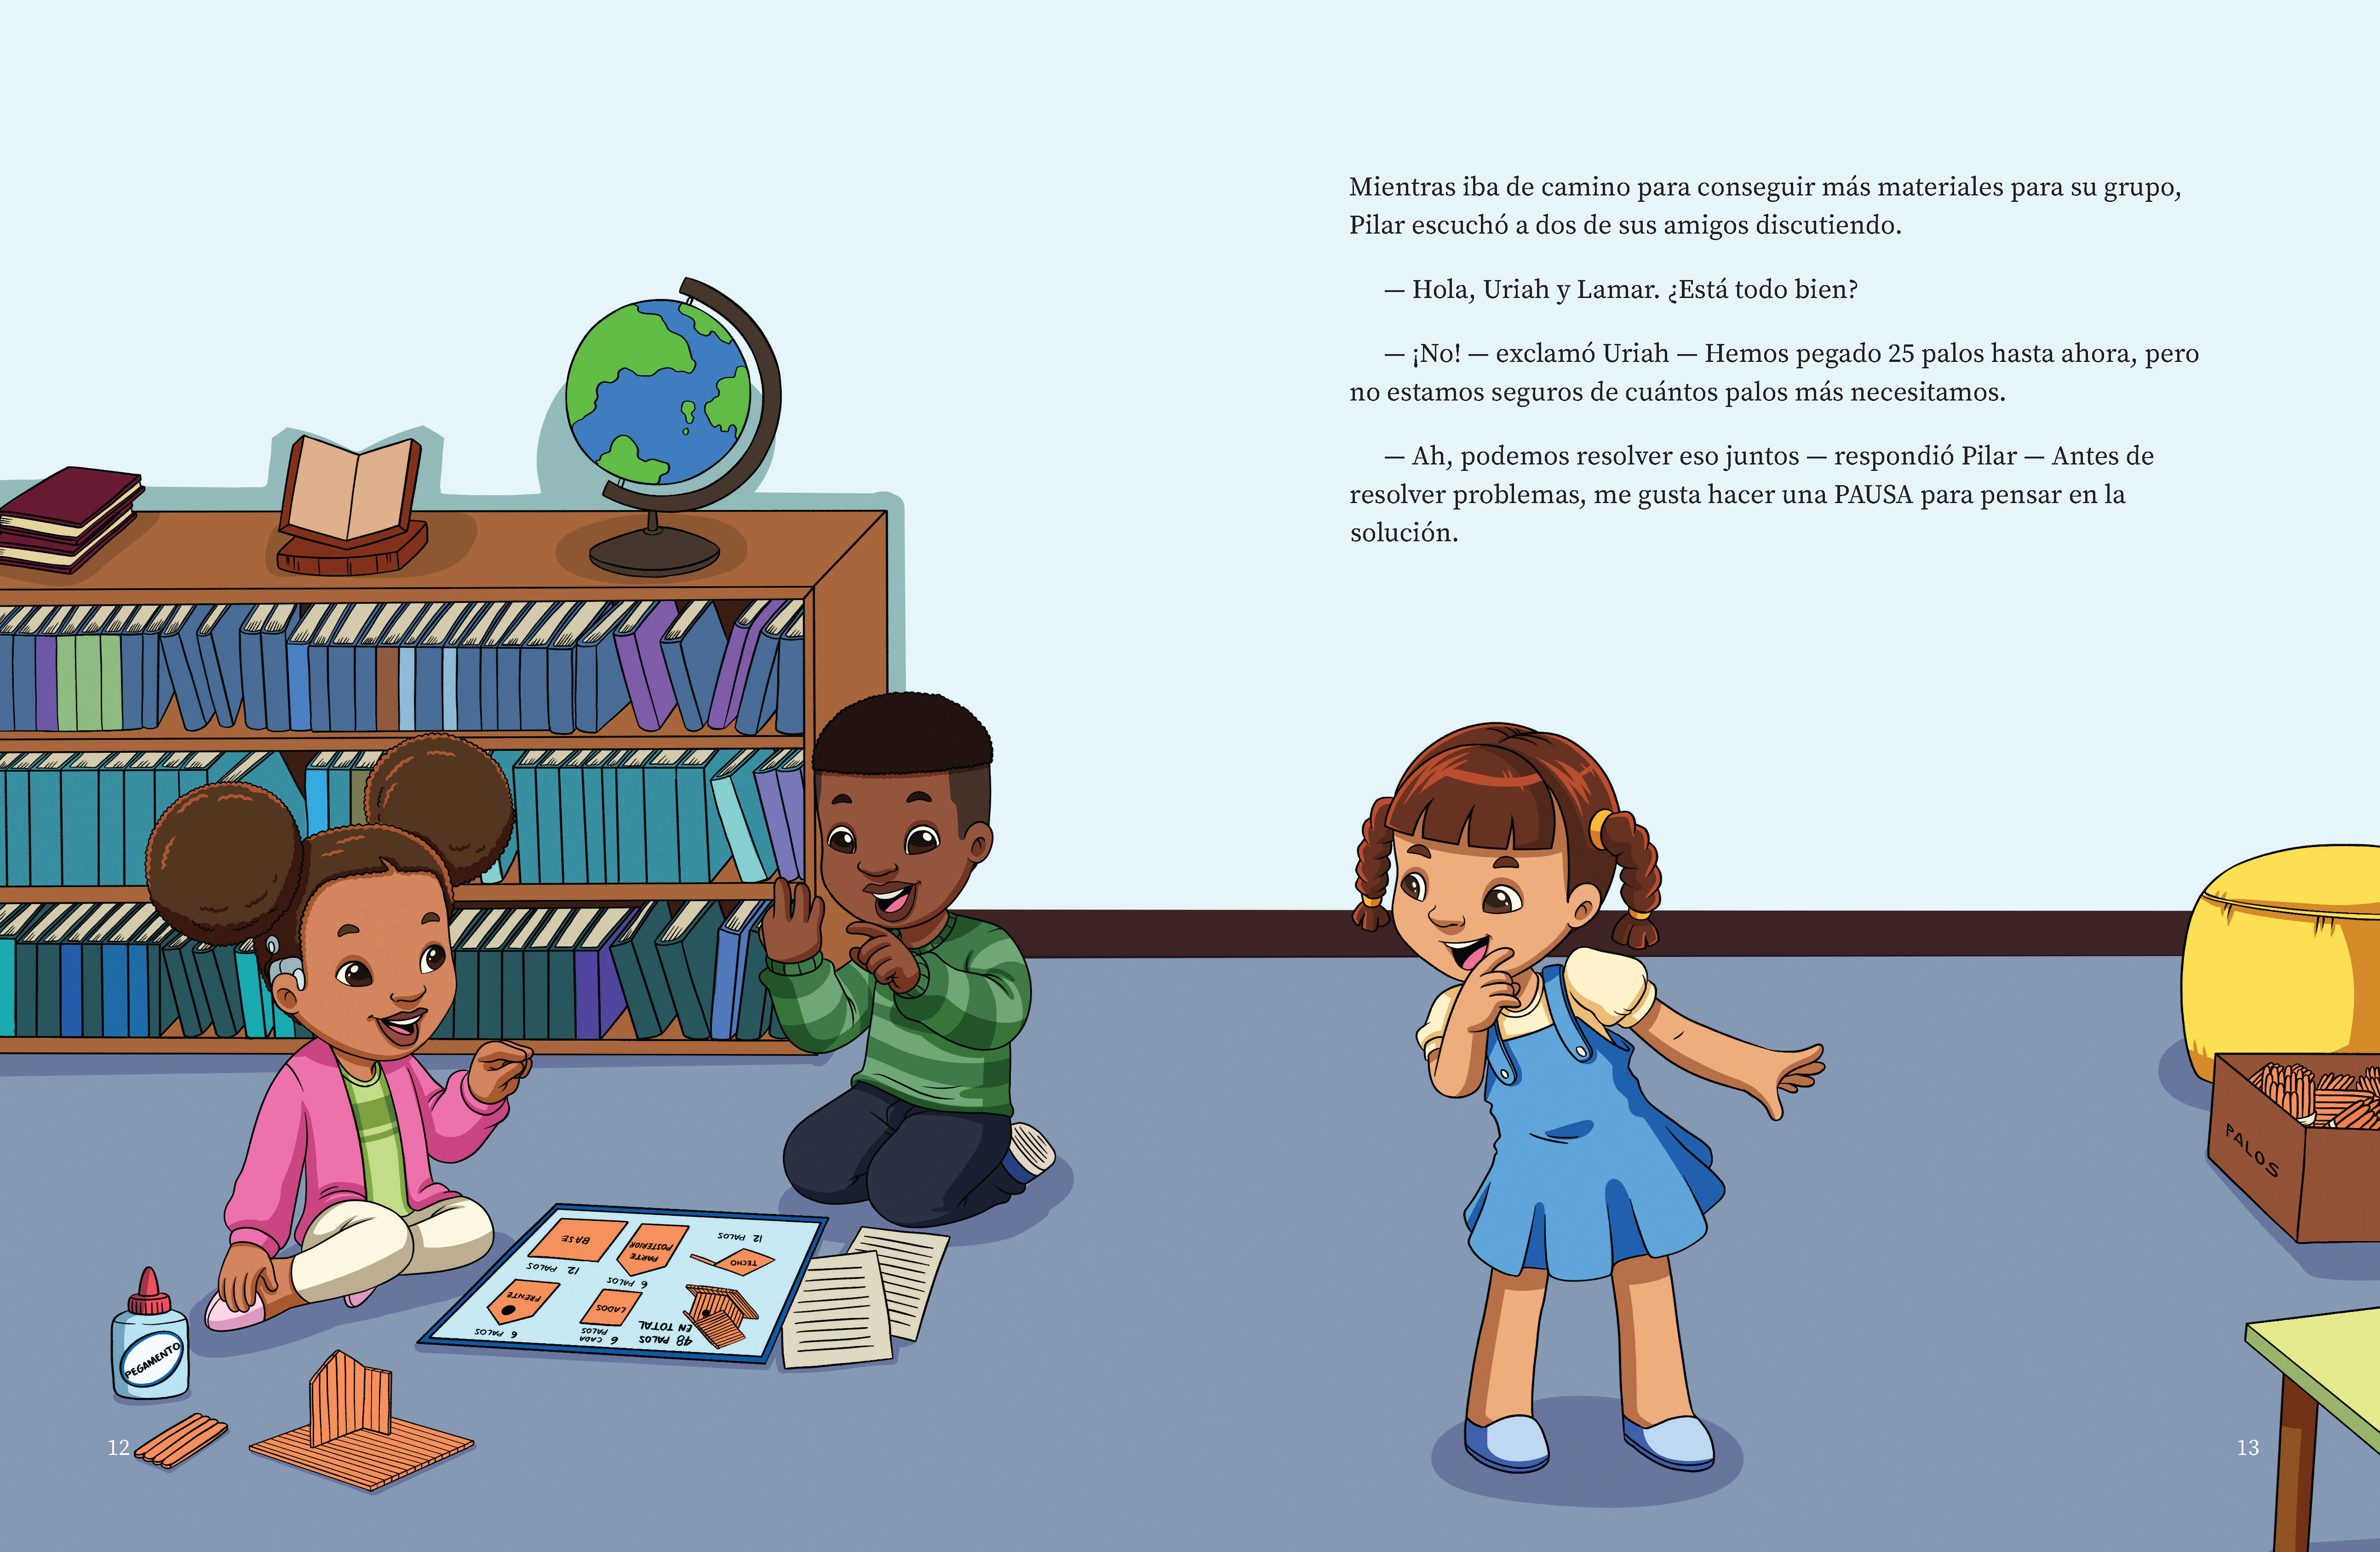 Mientras iba de camino para conseguir más materiales para su grupo,
Pilar escuchó a dos de sus amigos discutiendo.
— Hola, Uriah y Lamar. ¿Está todo bien?
— ¡No! — exclamó Uriah — Hemos pegado 25 palos hasta ahora, pero
no estamos seguros de cuántos palos más necesitamos.
— Ah, podemos resolver eso juntos — respondió Pilar — Antes de
resolver problemas, me gusta hacer una PAUSA para pensar en la
solución.
48 PALOS
EN TOTAL
LADOS
6 CADA
PALOS
FRENTE
6 PALOS
TECHO
12 PALOS
PARTE
POSTERIOR
6 PALOS
BASE
12 PALOS
PEGAMENTO
PALOS
12
13